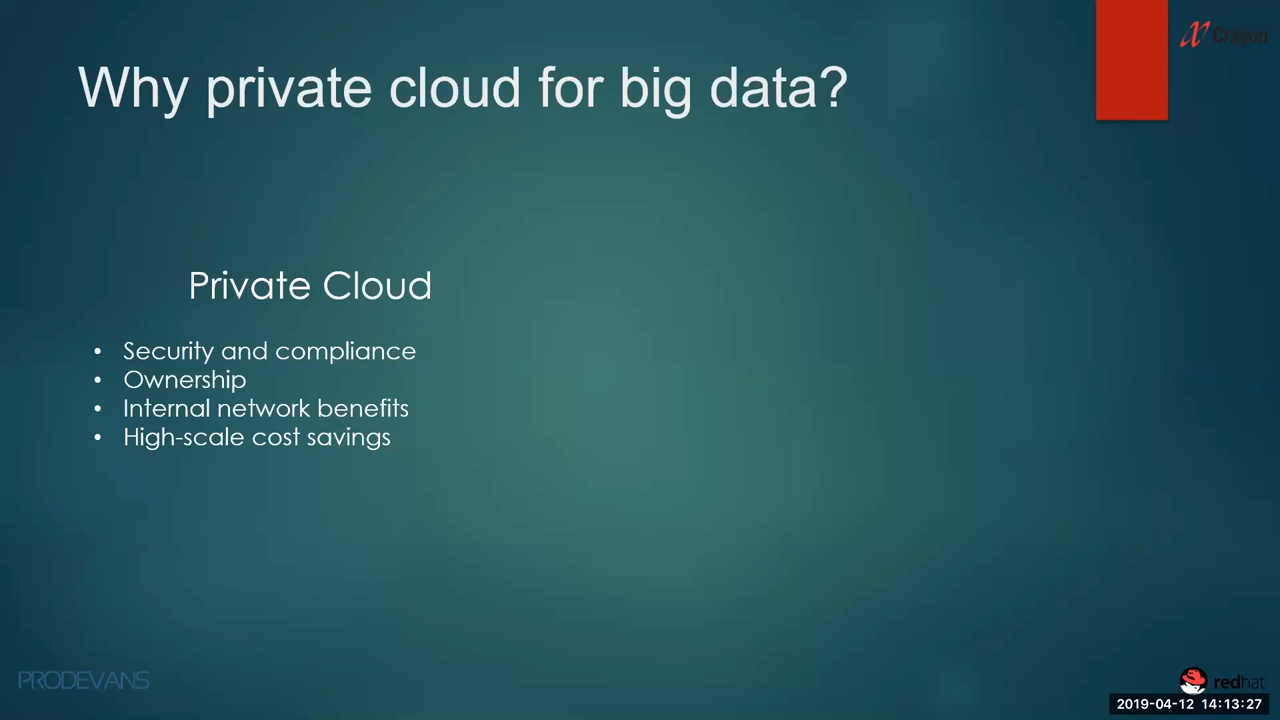 Crayon
Why private cloud for big data?
Private Cloud
• Security and compliance
• Ownership
• Internal network benefits
• High-scale cost savings
PRODEVANS
redhat
2019-04-12 14:13:27